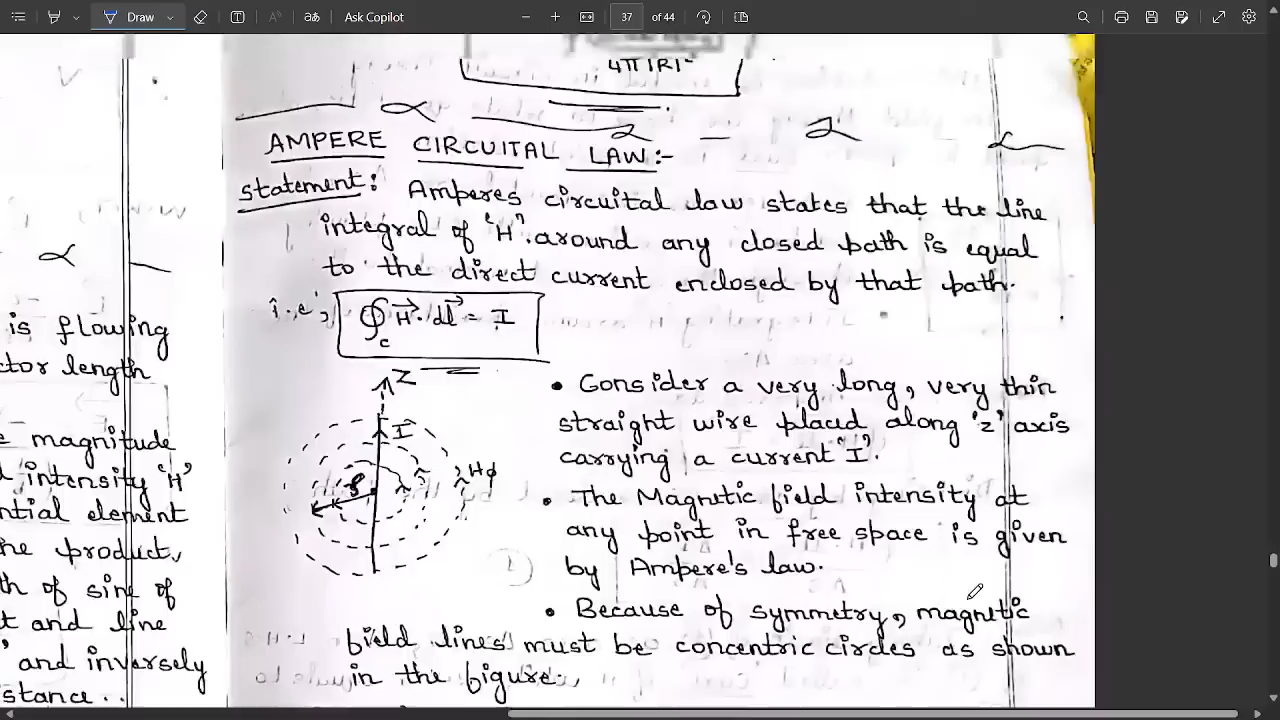 Draw
Ask Copilot
37 of 44
4π|R|²
AMPERE CIRCUITAL LAW:-
statement: Amperes circuital law states that the line
integral of 'H' around any closed path is equal
to the direct current enclosed by that path.
i.e; ∮c H⃗. dl⃗ = I
Z
I
ρ
Hϕ
• Consider a very long, very thin
straight wire placed along 'z' axis
carrying a current 'I'.
• The Magnetic field intensity at
any point in free space is given
by Ampere's law.
• Because of symmetry, magnetic
field lines must be concentric circles as shown
in the figure.
is flowing
ctor length
e magnitude
d intensity 'H'
ntial element
he product,
th of sine of
t and line
' and inversely
stance..